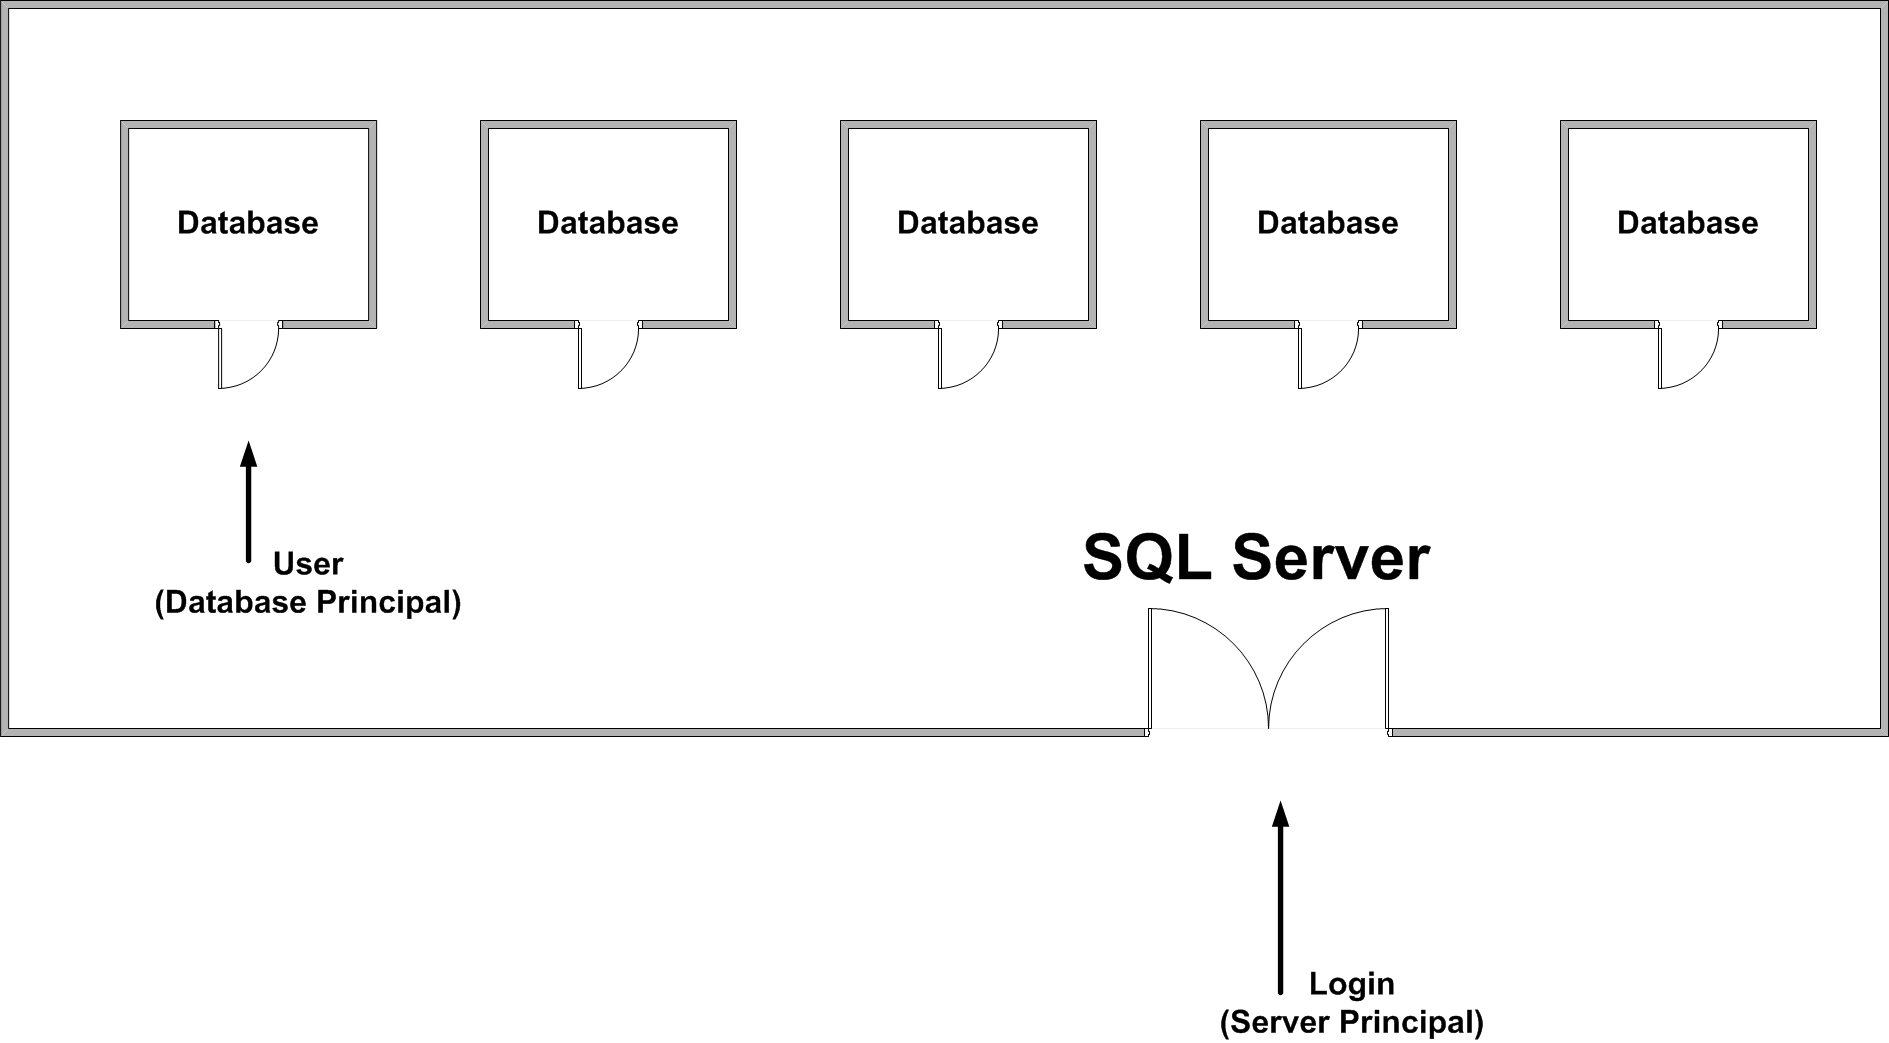 Database
Database
Database
Database
Database
User
(Database Principal)
SQL Server
Login
(Server Principal)